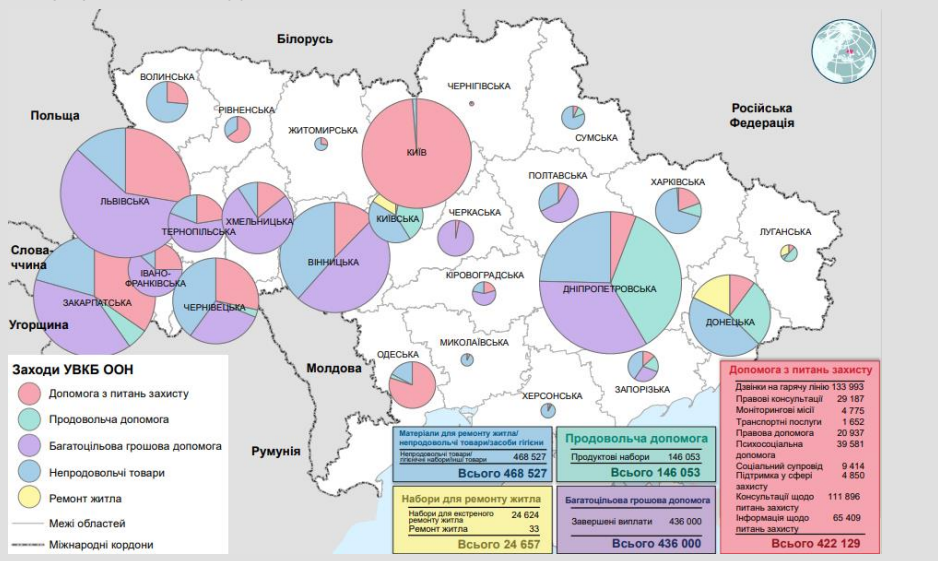 Білорусь
Польща
Слова-
ччина
Угорщина
Молдова
Румунія
Російська
Федерація
ВОЛИНСЬКА
РІВНЕНСЬКА
ЖИТОМИРСЬКА
КИЇВ
ЧЕРНІГІВСЬКА
СУМСЬКА
ЛЬВІВСЬКА
ТЕРНОПІЛЬСЬКА
ХМЕЛЬНИЦЬКА
КИЇВСЬКА
ЧЕРКАСЬКА
ПОЛТАВСЬКА
ХАРКІВСЬКА
ЛУГАНСЬКА
ІВАНО-
ФРАНКІВСЬКА
ЗАКАРПАТСЬКА
ЧЕРНІВЕЦЬКА
ВІННИЦЬКА
КІРОВОГРАДСЬКА
ДНІПРОПЕТРОВСЬКА
ДОНЕЦЬКА
МИКОЛАЇВСЬКА
ОДЕСЬКА
ЗАПОРІЗЬКА
ХЕРСОНСЬКА
Заходи УВКБ ООН
Допомога з питань захисту
Продовольча допомога
Багатоцільова грошова допомога
Непродовольчі товари
Ремонт житла
Межі областей
Міжнародні кордони
Матеріали для ремонту житла/
непродовольчі товари/засоби гігієни
Непродовольчі товари/
гігієнічні набори/інші товари 468 527
Всього 468 527
Продовольча допомога
Продуктові набори 146 053
Всього 146 053
Набори для ремонту житла
Набори для екстреного
ремонту житла 24 624
Ремонт житла 33
Всього 24 657
Багатоцільова грошова допомога
Завершені виплати 436 000
Всього 436 000
Допомога з питань захисту
Дзвінки на гарячу лінію 133 993
Правові консультації 29 187
Моніторингові місії 4 775
Транспортні послуги 1 652
Правова допомога 20 937
Психосоціальна 39 581
допомога
Соціальний супровід 9 414
Підтримка у сфері 4 850
захисту
Консультації щодо 111 896
питань захисту
Інформація щодо 65 409
питань захисту
Всього 422 129